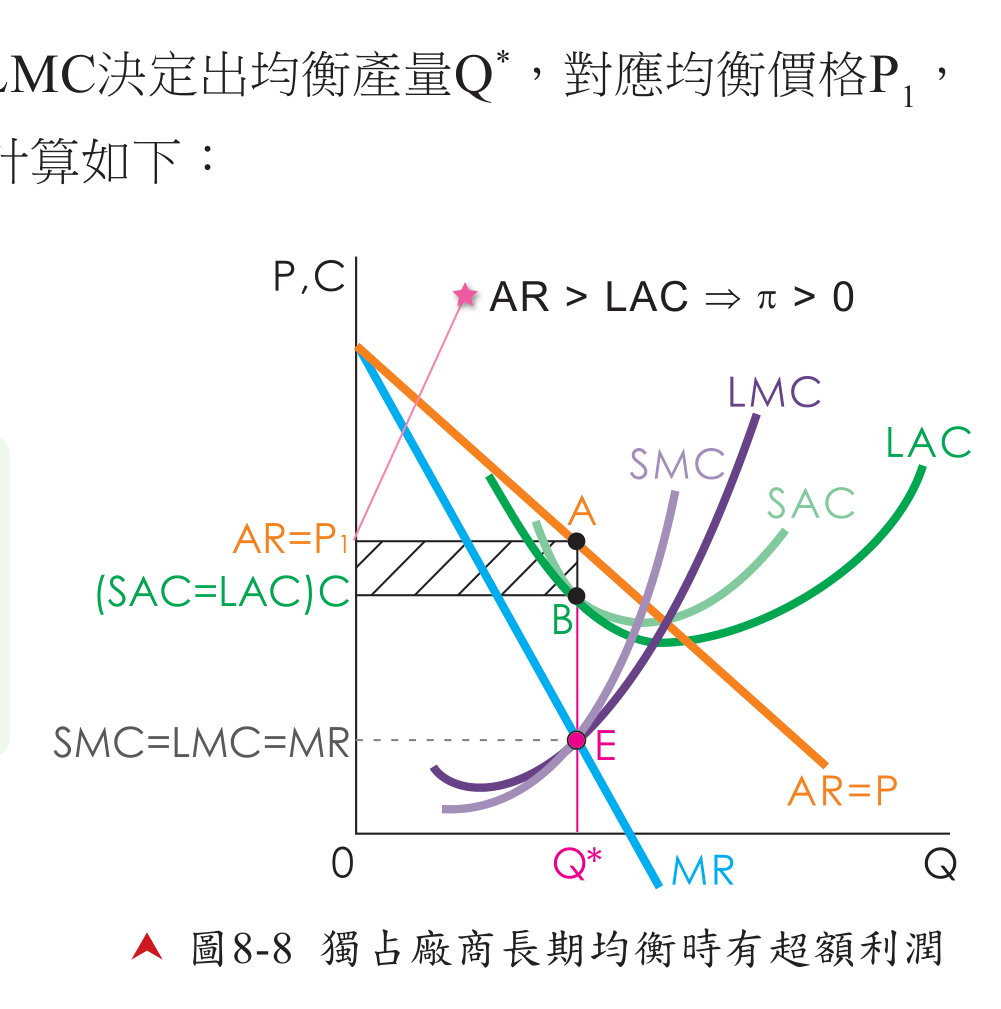 LMC決定出均衡產量Q*，對應均衡價格P₁，
計算如下：
P,C
★ AR > LAC ⇒ π > 0
LMC
LAC
SMC
SAC
A
AR=P₁
(SAC=LAC)C
B
SMC=LMC=MR
E
AR=P
0
Q*
MR
Q
圖8-8 獨占廠商長期均衡時有超額利潤